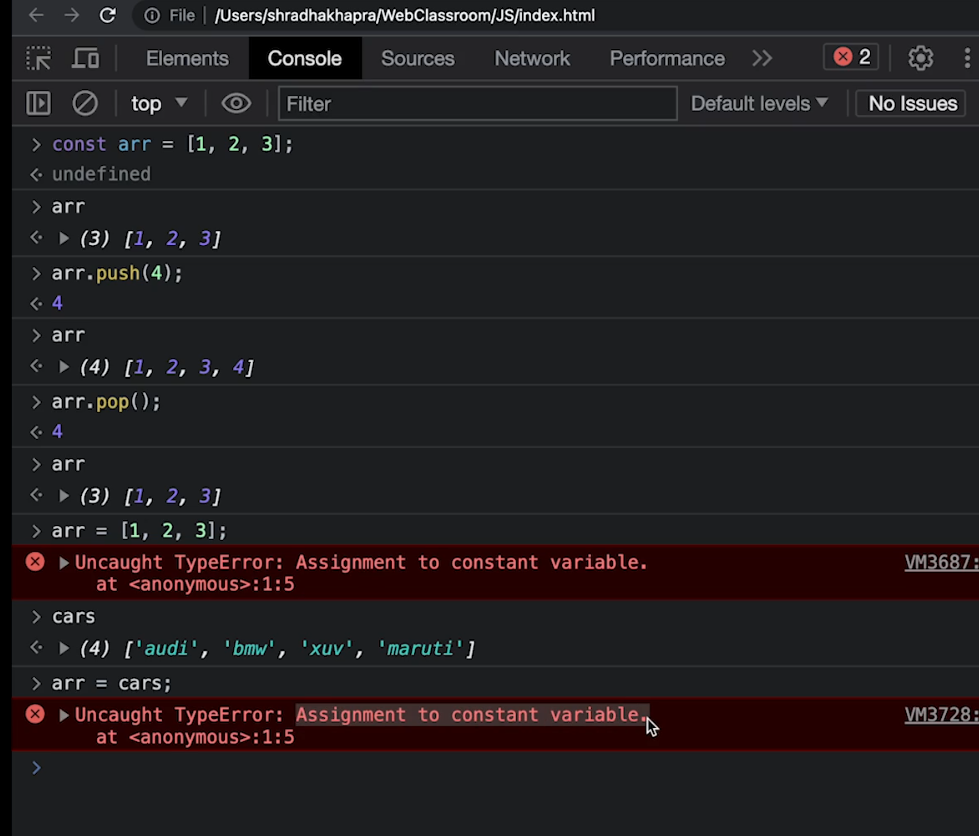 File | /Users/shradhakhapra/WebClassroom/JS/index.html
Elements Console Sources Network Performance >> 2
top ▼ Filter Default levels ▼ No Issues
> const arr = [1, 2, 3];
undefined
> arr
▶ (3) [1, 2, 3]
> arr.push(4);
4
> arr
▶ (4) [1, 2, 3, 4]
> arr.pop();
4
> arr
▶ (3) [1, 2, 3]
> arr = [1, 2, 3];
▶ Uncaught TypeError: Assignment to constant variable. VM3687:
at <anonymous>:1:5
> cars
▶ (4) ['audi', 'bmw', 'xuv', 'maruti']
> arr = cars;
▶ Uncaught TypeError: Assignment to constant variable. VM3728:
at <anonymous>:1:5
>